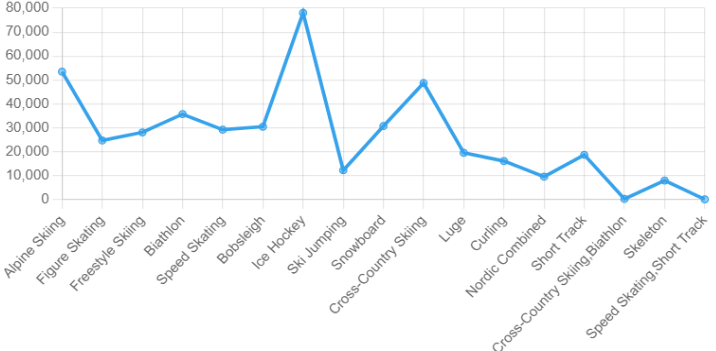 80,000
70,000
60,000
50,000
40,000
30,000
20,000
10,000
0
Alpine Skiing
Figure Skating
Freestyle Skiing
Biathlon
Speed Skating
Bobsleigh
Ice Hockey
Ski Jumping
Snowboard
Cross-Country Skiing
Luge
Curling
Nordic Combined
Short Track
Cross-Country Skiing,Biathlon
Skeleton
Speed Skating,Short Track